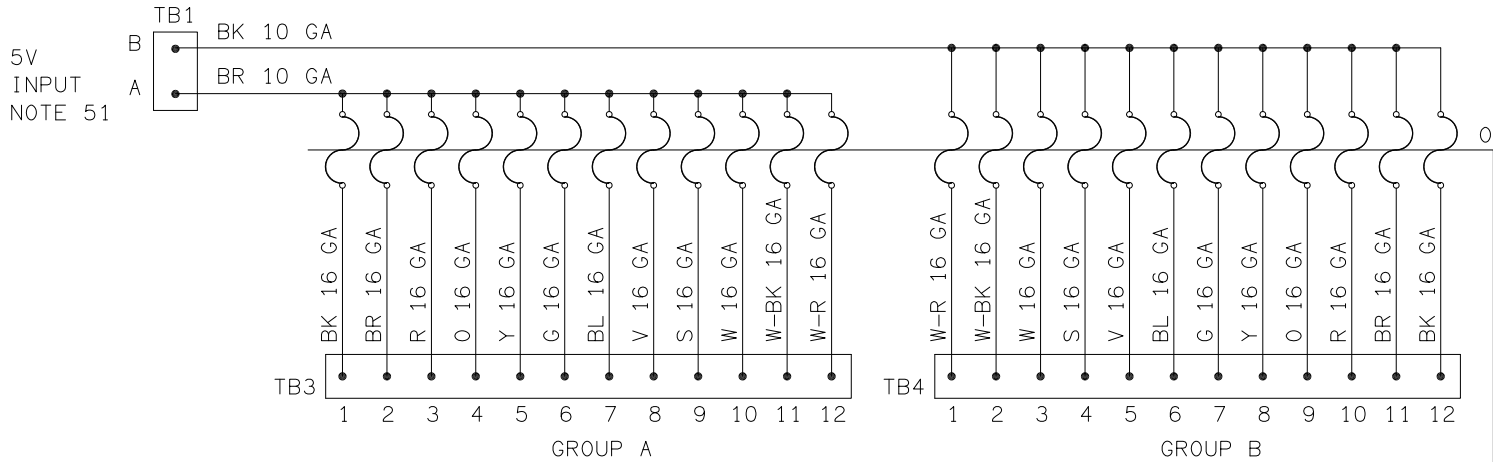 TB1
B
BK 10 GA
5V
INPUT
NOTE 51
A
BR 10 GA
O
BK 16 GA
BR 16 GA
R 16 GA
O 16 GA
Y 16 GA
G 16 GA
BL 16 GA
V 16 GA
S 16 GA
W 16 GA
W-BK 16 GA
W-R 16 GA
W-R 16 GA
W-BK 16 GA
W 16 GA
S 16 GA
V 16 GA
BL 16 GA
G 16 GA
Y 16 GA
O 16 GA
R 16 GA
BR 16 GA
BK 16 GA
TB3
TB4
1 2 3 4 5 6 7 8 9 10 11 12
1 2 3 4 5 6 7 8 9 10 11 12
GROUP A
GROUP B